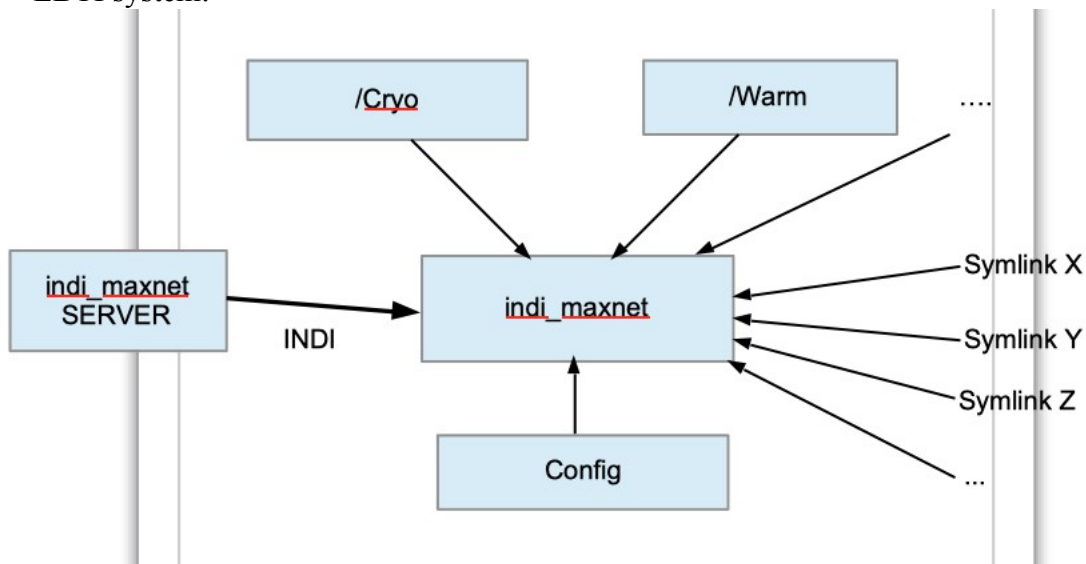 /Cryo
/Warm
....
indi_maxnet
SERVER
INDI
indi_maxnet
Symlink X
Symlink Y
Symlink Z
Config
...